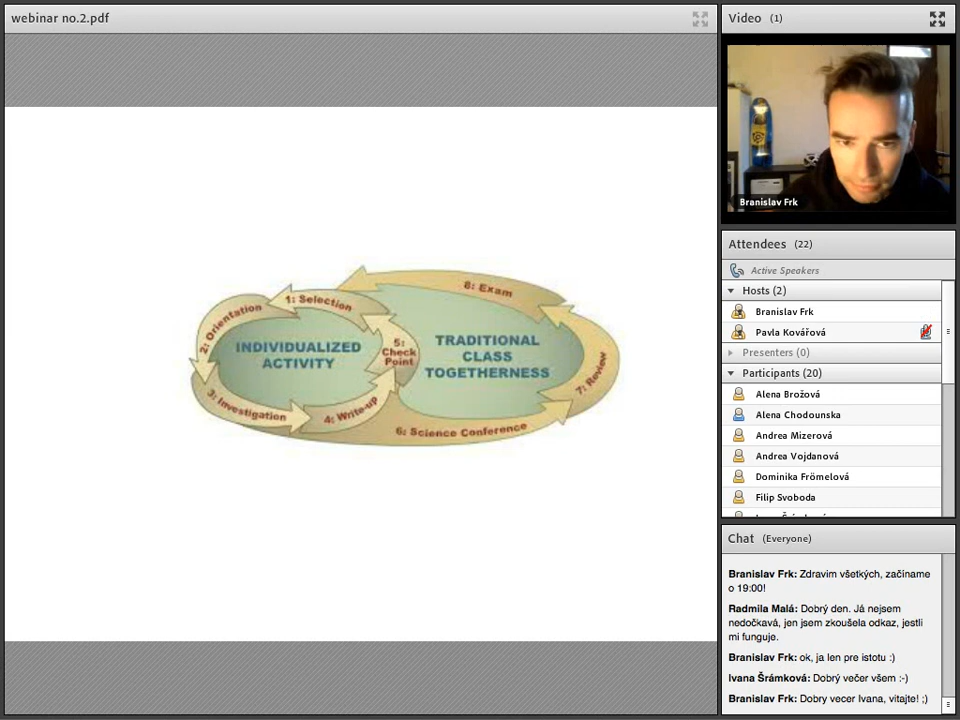 webinar no.2.pdf
8: Exam
1: Selection
2: Orientation
INDIVIDUALIZED
ACTIVITY
5:
Check
Point
TRADITIONAL
CLASS
TOGETHERNESS
3: Investigation
4: Write-up
7: Review
6: Science Conference
Video (1)
Branislav Frk
Attendees (22)
Active Speakers
Hosts (2)
Branislav Frk
Pavla Kovářová
Presenters (0)
Participants (20)
Alena Brožová
Alena Chodounska
Andrea Mizerová
Andrea Vojdanová
Dominika Frömelová
Filip Svoboda
Chat (Everyone)
Branislav Frk: Zdravim všetkých, začíname
o 19:00!
Radmila Malá: Dobrý den. Já nejsem
nedočkavá, jen jsem zkoušela odkaz, jestli
mi funguje.
Branislav Frk: ok, ja len pre istotu :)
Ivana Šrámková: Dobrý večer všem :-)
Branislav Frk: Dobry vecer Ivana, vitajte! ;)